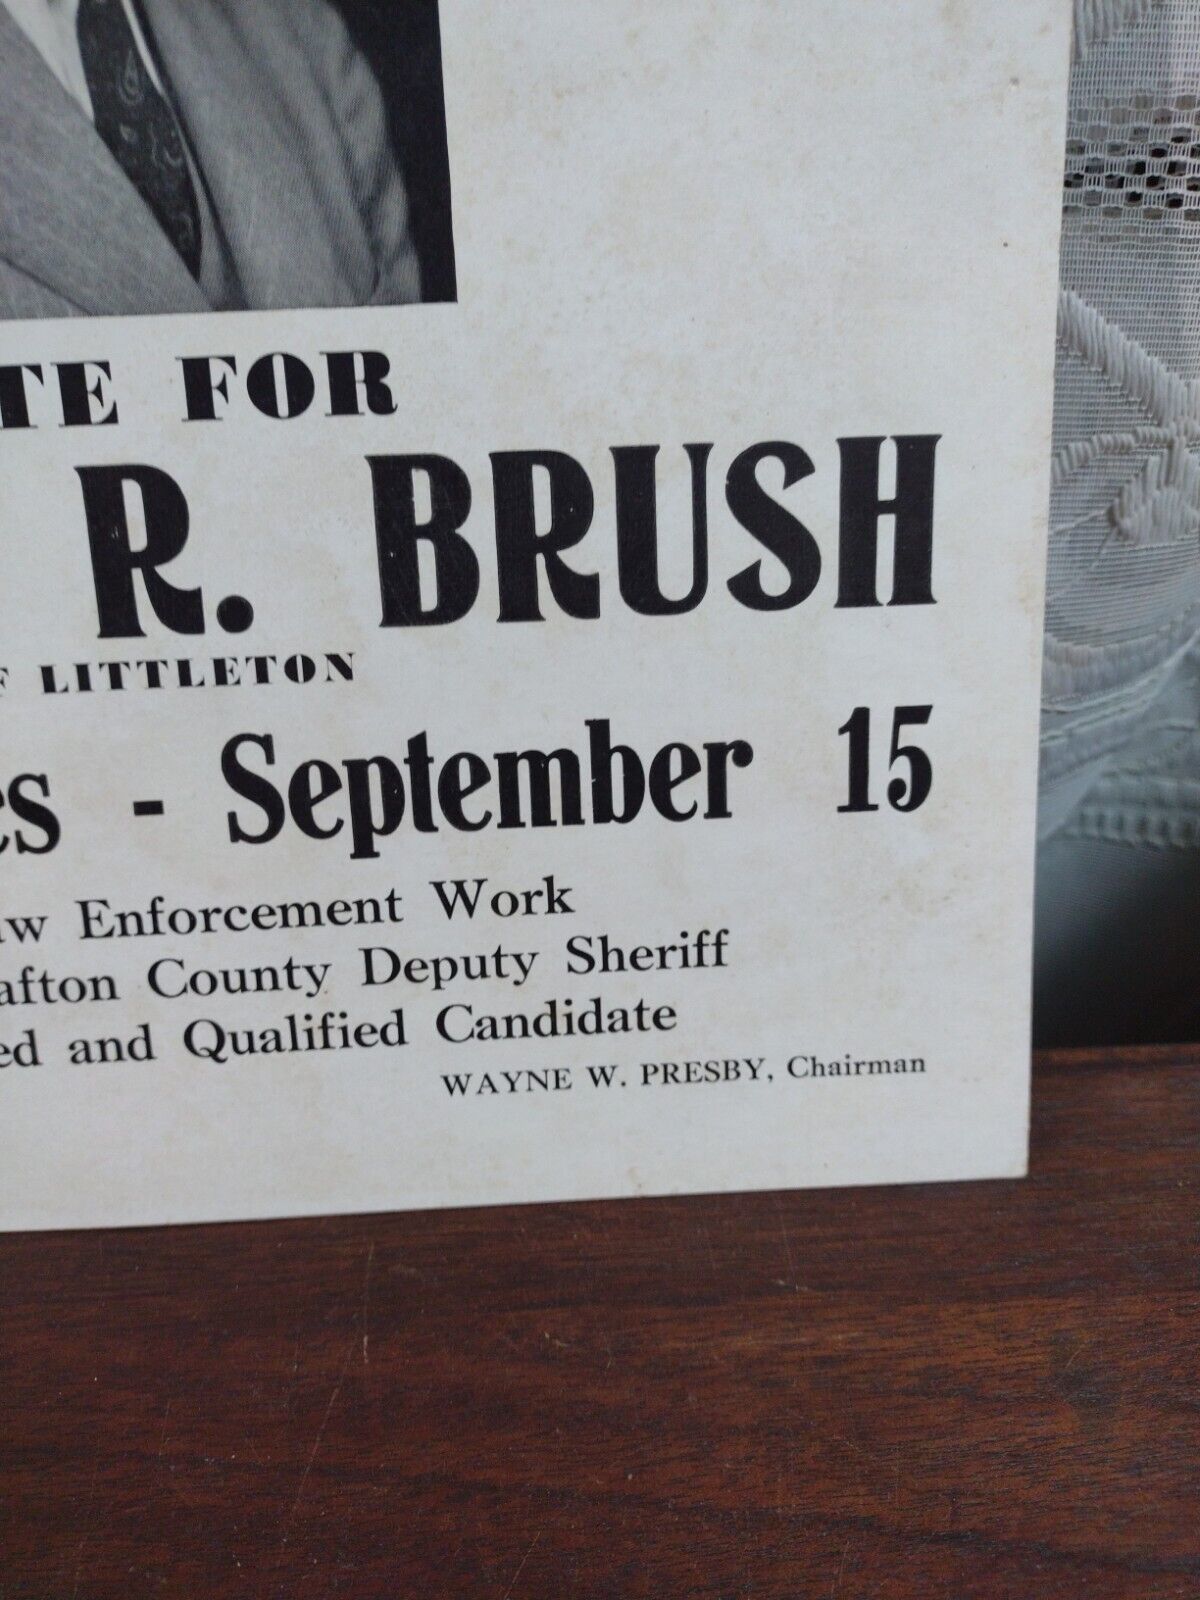 TE FOR
R. BRUSH
F LITTLETON
es - September 15
aw Enforcement Work
afton County Deputy Sheriff
ed and Qualified Candidate
WAYNE W. PRESBY, Chairman